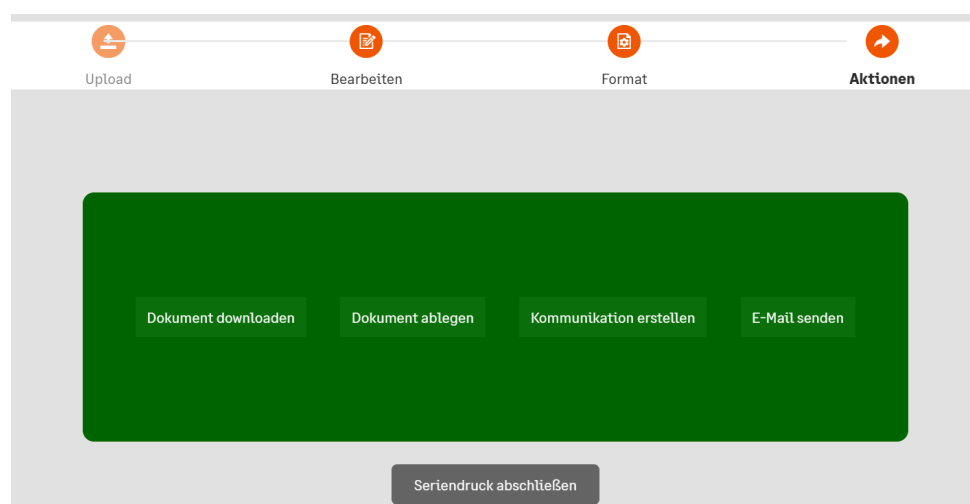 Upload
Bearbeiten
Format
Aktionen
Dokument downloaden
Dokument ablegen
Kommunikation erstellen
E-Mail senden
Seriendruck abschließen